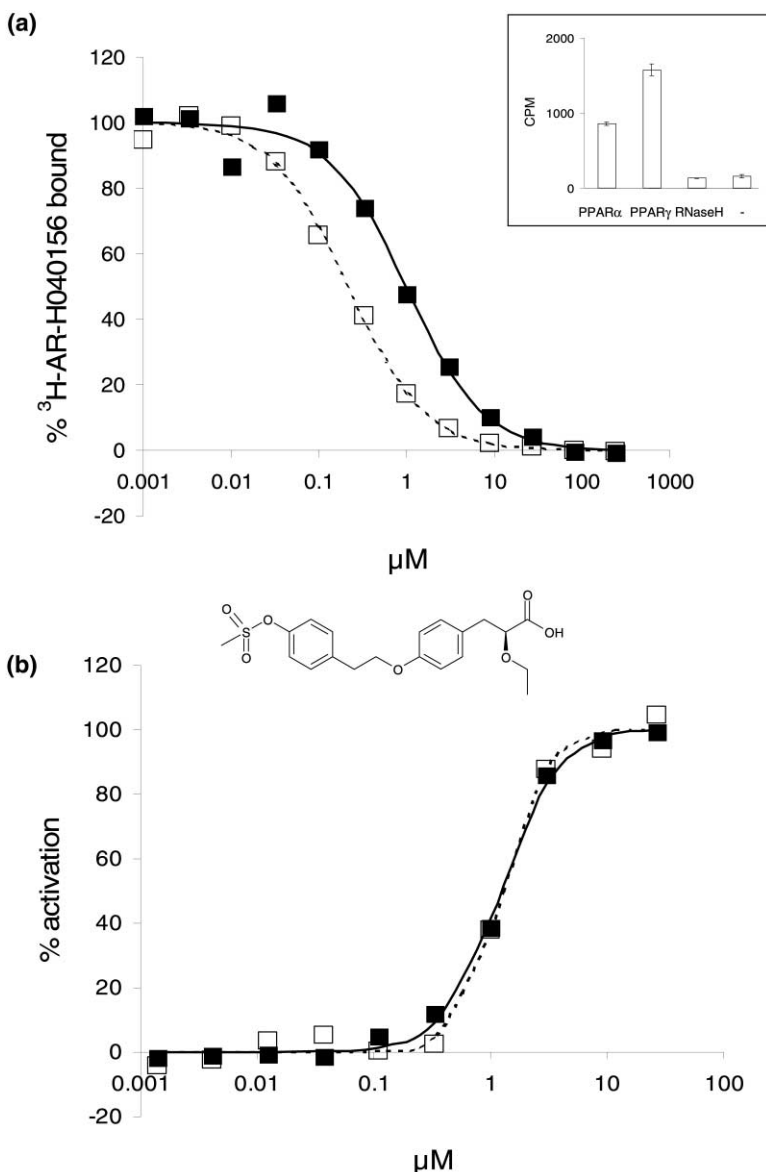 (a)
120
100
80
60
40
20
0
-20
% ³H-AR-H040156 bound
0.001 0.01 0.1 1 10 100 1000
µM
2000
1000
0
CPM
PPARα PPARγ RNaseH -
(b)
O
S
O
O
O
O
OH
O
120
100
80
60
40
20
0
-20
% activation
0.001 0.01 0.1 1 10 100
µM